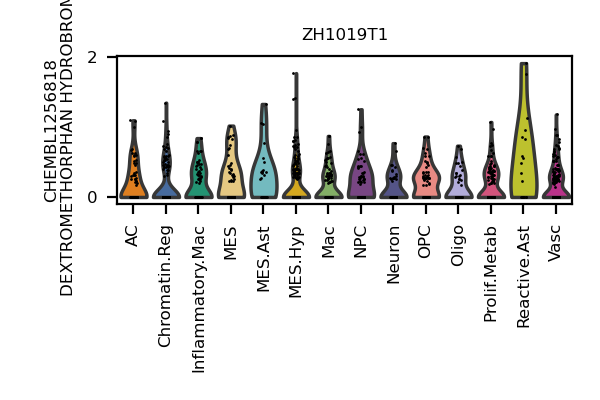 ZH1019T1
CHEMBL1256818
DEXTROMETHORPHAN
2
0
AC
Chromatin.Reg
Inflammatory.Mac
MES
MES.Ast
MES.Hyp
Mac
NPC
Neuron
OPC
Oligo
Prolif.Metab
Reactive.Ast
Vasc